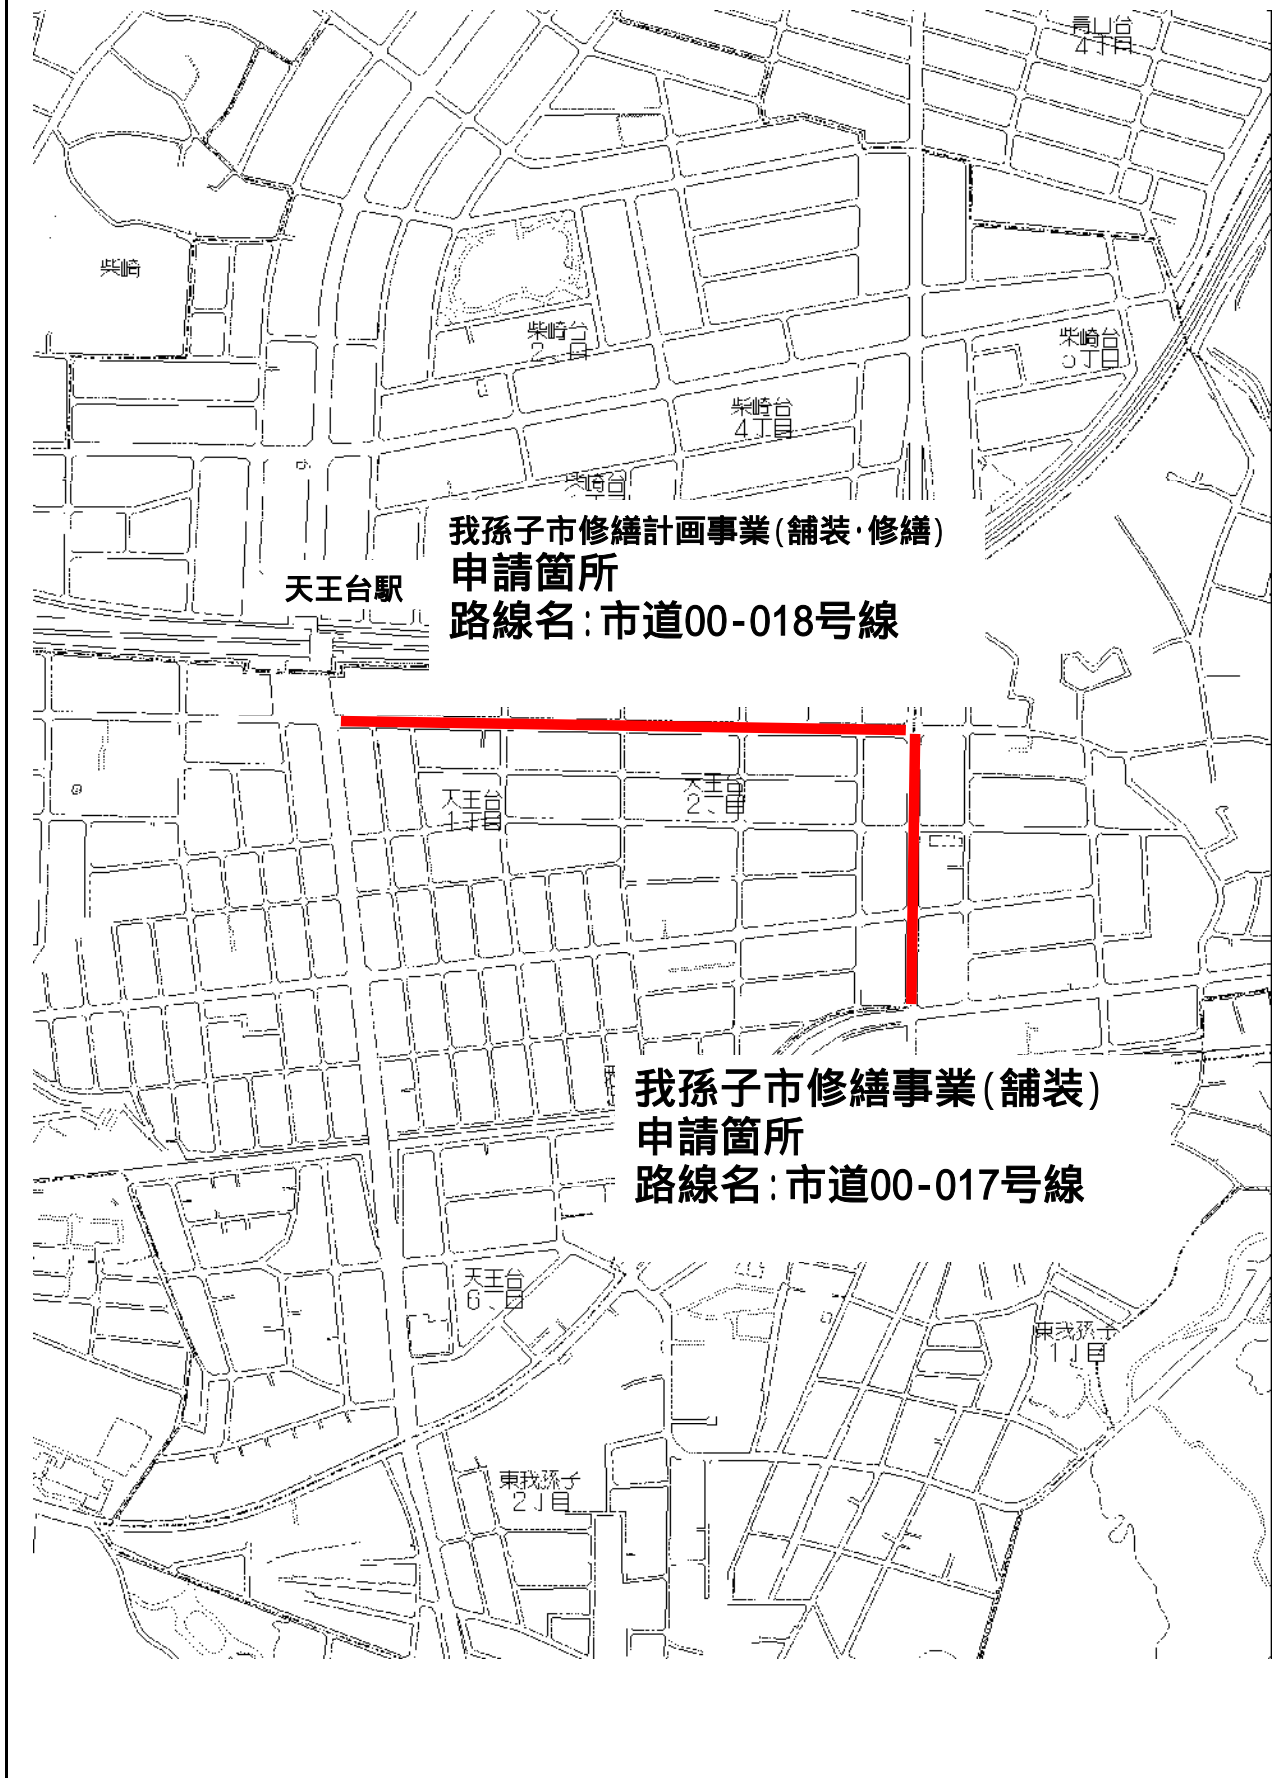 青山台
4丁目
柴崎
柴崎台
2丁目
柴崎台
柴崎台
4丁目
柴崎台
我孫子市修繕計画事業(舗装・修繕)
申請箇所
路線名:市道00-018号線
天王台駅
天王台
1丁目
天王台
2丁目
我孫子市修繕事業(舗装)
申請箇所
路線名:市道00-017号線
天王台
6丁目
東我孫子
1丁目
東我孫子
2丁目